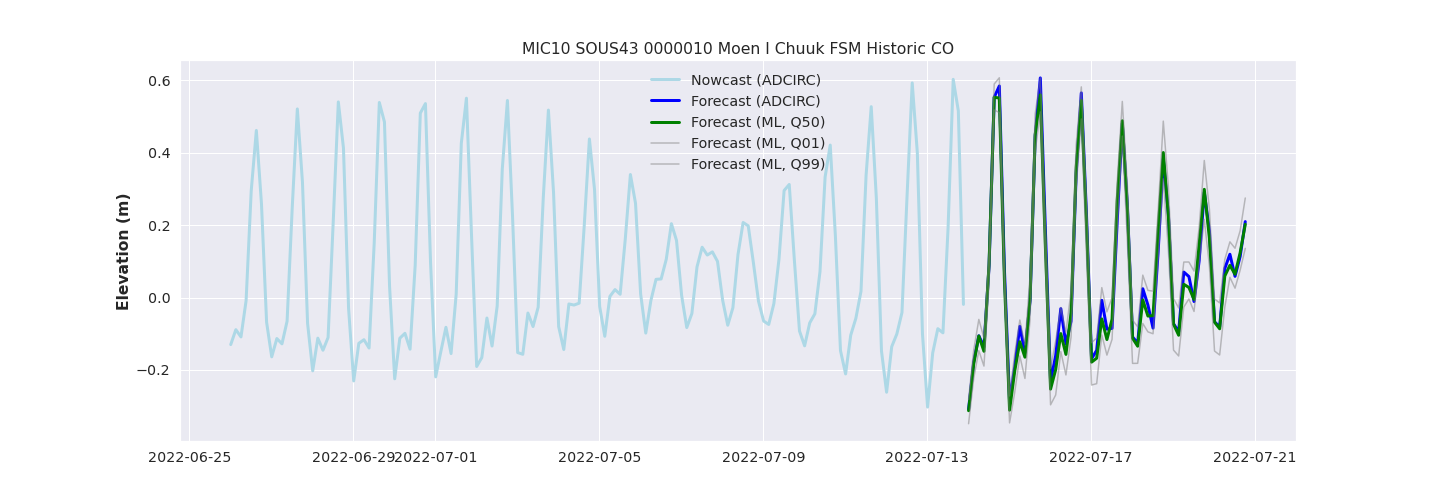 MIC10 SOUS43 0000010 Moen I Chuuk FSM Historic CO
Nowcast (ADCIRC)
Forecast (ADCIRC)
Forecast (ML, Q50)
Forecast (ML, Q01)
Forecast (ML, Q99)
Elevation (m)
0.6
0.4
0.2
0.0
−0.2
2022-06-25 2022-06-29 2022-07-01 2022-07-05 2022-07-09 2022-07-13 2022-07-17 2022-07-21